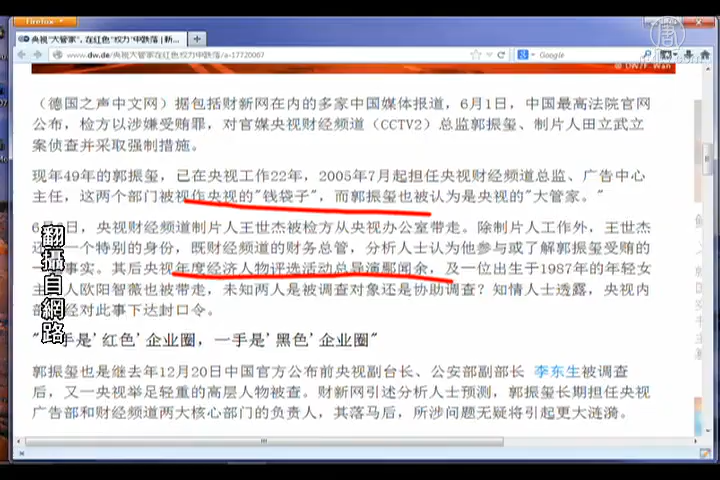 Firefox
央视"大管家"，在红色"权力"中跌落 | 新...
www.dw.de/央视大管家在红色权力中跌落/a-17720067
Google
© DW/F. Wan
（德国之声中文网）据包括财新网在内的多家中国媒体报道，6月1日，中国最高法院官网
公布，检方以涉嫌受贿罪，对官媒央视财经频道（CCTV2）总监郭振玺、制片人田立武立
案侦查并采取强制措施。
现年49年的郭振玺，已在央视工作22年，2005年7月起担任央视财经频道总监、广告中心
主任，这两个部门被视作央视的"钱袋子"，而郭振玺也被认为是央视的"大管家。"
6月 日，央视财经频道制片人王世杰被检方从央视办公室带走。除制片人工作外，王世杰
还 一个特别的身份，既财经频道的财务总管，分析人士认为他参与或了解郭振玺受贿的
一 事实。其后央视年度经济人物评选活动总导演鄢闻余，及一位出生于1987年的年轻女
主 人欧阳智薇也被带走，未知两人是被调查对象还是协助调查？知情人士透露，央视内
部 经对此事下达封口令。
" 手是'红色'企业圈，一手是'黑色'企业圈"
郭振玺也是继去年12月20日中国官方公布前央视副台长、公安部副部长 李东生被调查
后，又一央视举足轻重的高层人物被查。财新网引述分析人士预测，郭振玺长期担任央视
广告部和财经频道两大核心部门的负责人，其落马后，所涉问题无疑将引起更大涟漪。
翻攝自網路